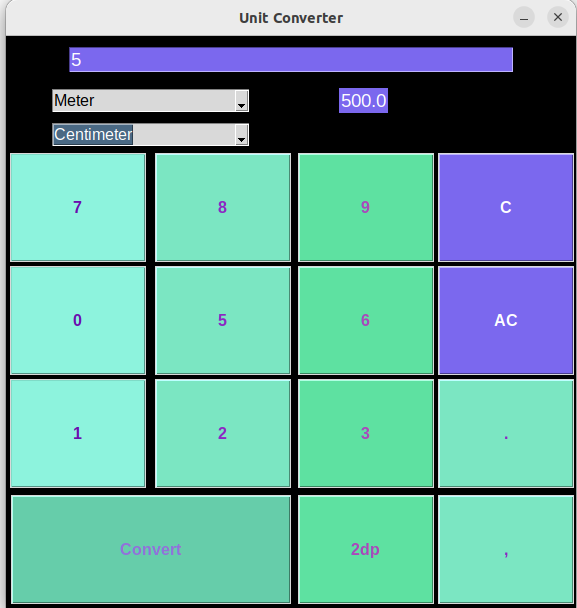 Unit Converter
5
Meter 500.0
Centimeter
7 8 9 C
0 5 6 AC
1 2 3 .
Convert 2dp ,